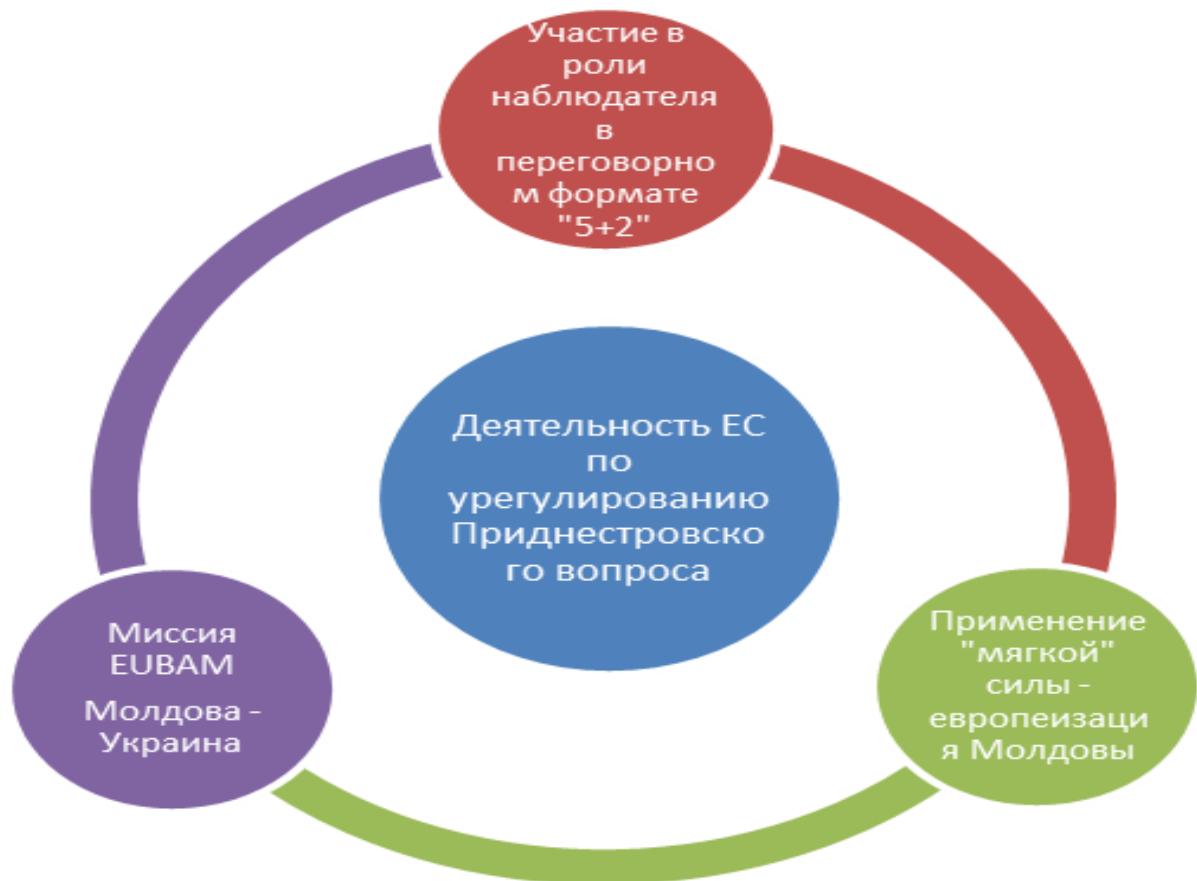 Участие в
роли
наблюдателя
в
переговорно
м формате
"5+2"
Деятельность ЕС
по
урегулированию
Приднестровско
го вопроса
Применение
"мягкой"
силы -
европеизаци
я Молдовы
Миссия
EUBAM
Молдова -
Украина